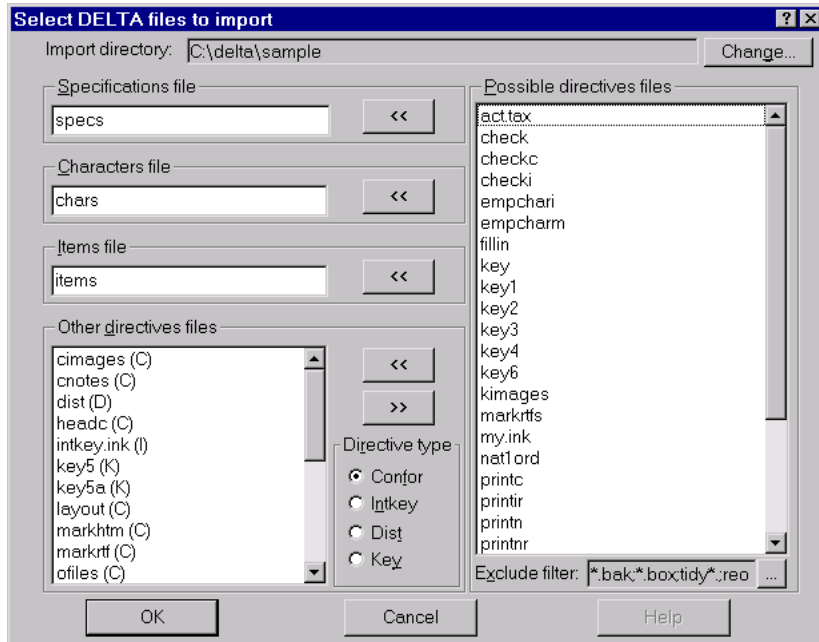 Select DELTA files to import
Import directory: C:\delta\sample
Change...
Specifications file
specs
<<
Characters file
chars
<<
Items file
items
<<
Other directives files
cimages (C)
cnotes (C)
dist (D)
headc (C)
intkey.ink (I)
key5 (K)
key5a (K)
layout (C)
markhtm (C)
markrtf (C)
ofiles (C)
<<
>>
Directive type
Confor
Intkey
Dist
Key
Possible directives files
act.tax
check
checkc
checki
empchari
empcharm
fillin
key
key1
key2
key3
key4
key6
kimages
markrtfs
my.ink
nat1ord
printc
printir
printn
printnr
Exclude filter: *.bak;*.box;tidy*.;reo
...
OK
Cancel
Help